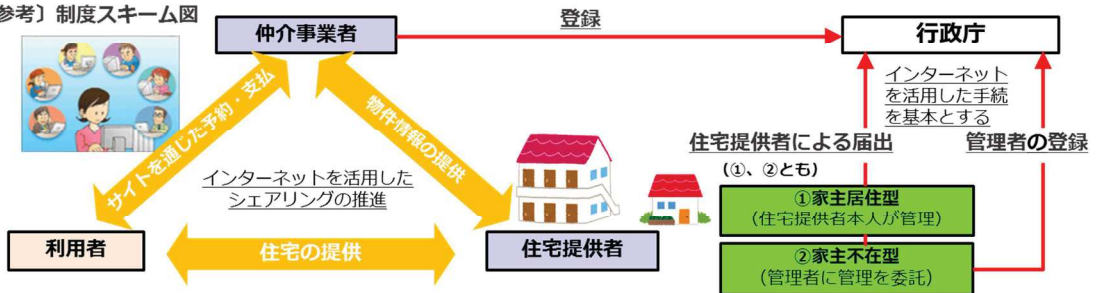 参考〕制度スキーム図
仲介事業者
登録
行政庁
インターネット
を活用した手続
を基本とする
サイトを通じた予約・支払
物件情報の提供
住宅提供者による届出
(①、②とも)
管理者の登録
インターネットを活用した
シェアリングの推進
①家主居住型
(住宅提供者本人が管理)
利用者
住宅の提供
住宅提供者
②家主不在型
(管理者に管理を委託)